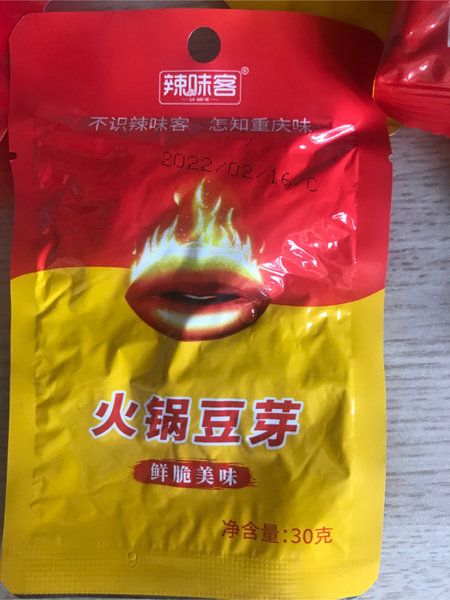 辣味客®
不识辣味客 怎知重庆味
2022/02/16/C
火锅豆芽
鲜脆美味
净含量:30克